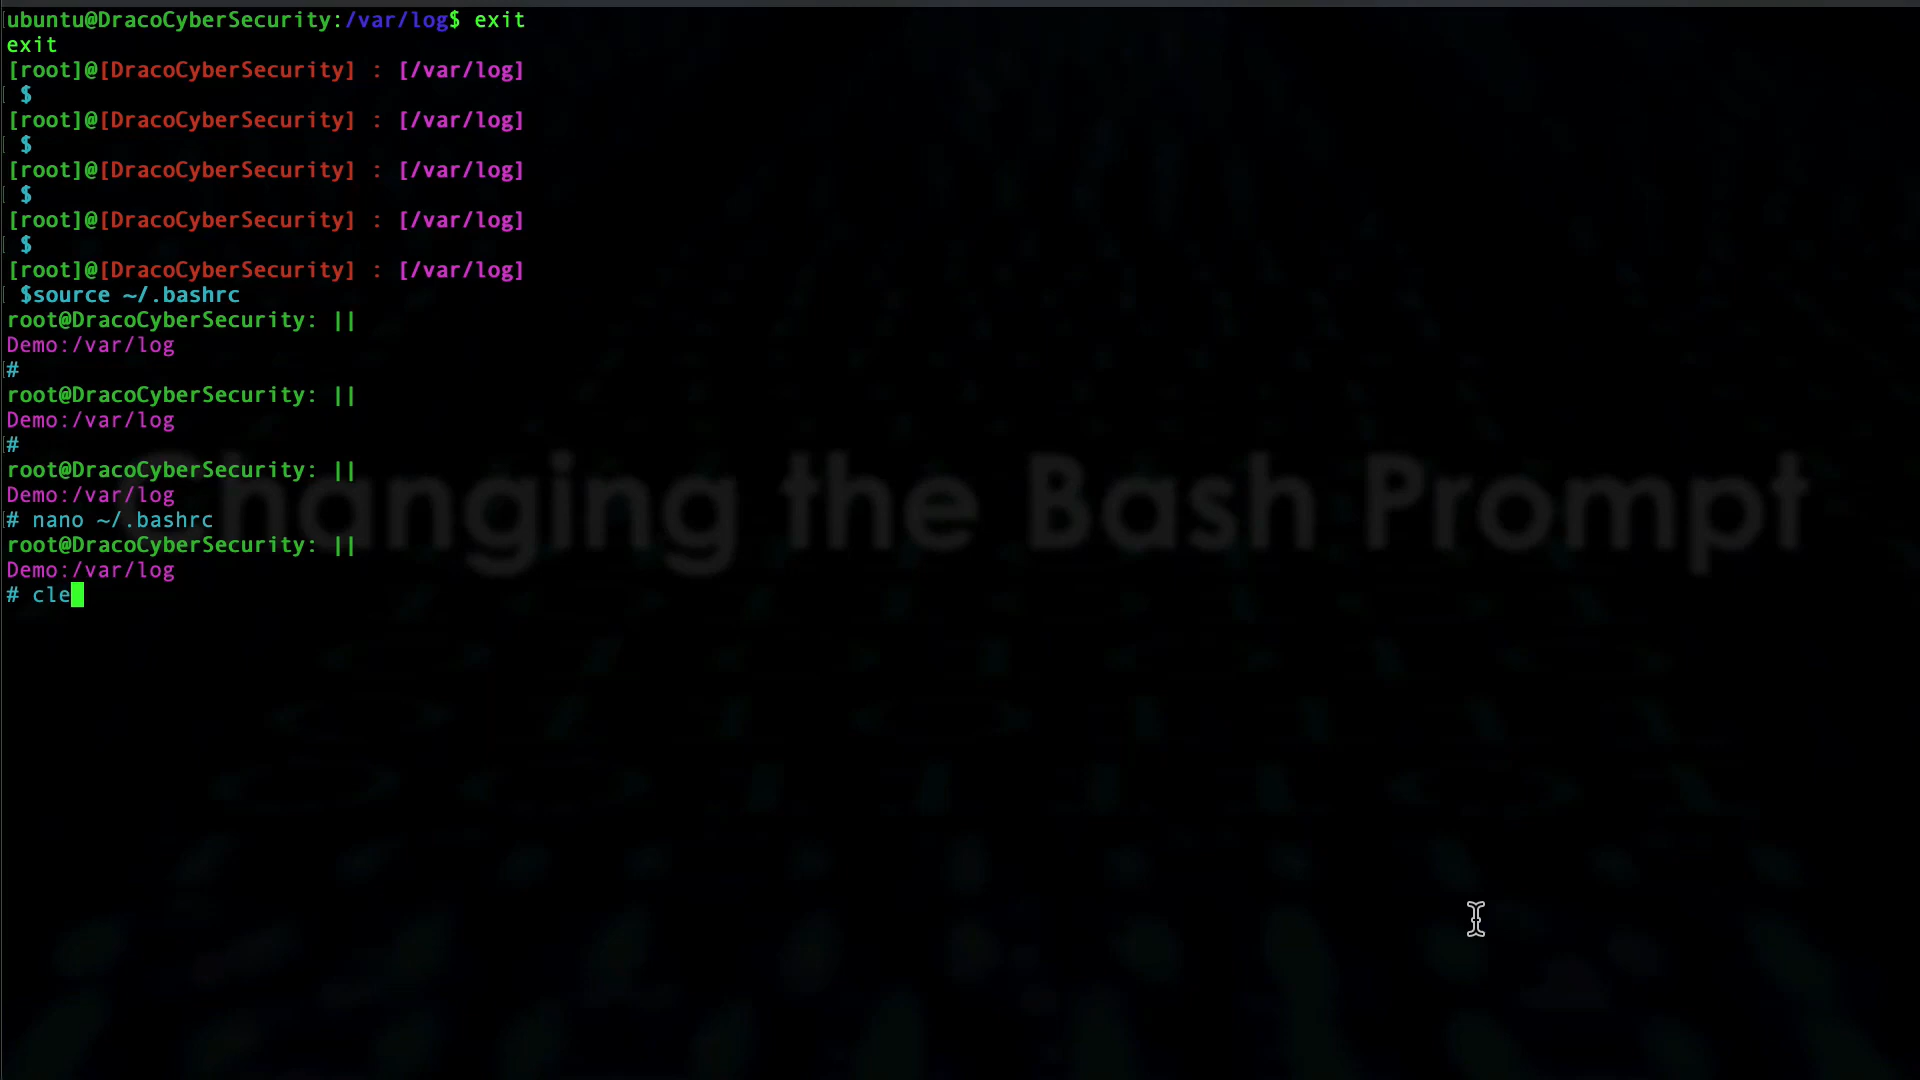 ubuntu@DracoCyberSecurity:/var/log$ exit
exit
[root]@[DracoCyberSecurity] : [/var/log]
$
[root]@[DracoCyberSecurity] : [/var/log]
$
[root]@[DracoCyberSecurity] : [/var/log]
$
[root]@[DracoCyberSecurity] : [/var/log]
$
[root]@[DracoCyberSecurity] : [/var/log]
$source ~/.bashrc
root@DracoCyberSecurity: ||
Demo:/var/log
#
root@DracoCyberSecurity: ||
Demo:/var/log
#
root@DracoCyberSecurity: ||
Demo:/var/log
# nano ~/.bashrc
root@DracoCyberSecurity: ||
Demo:/var/log
# cle
Changing the Bash Prompt